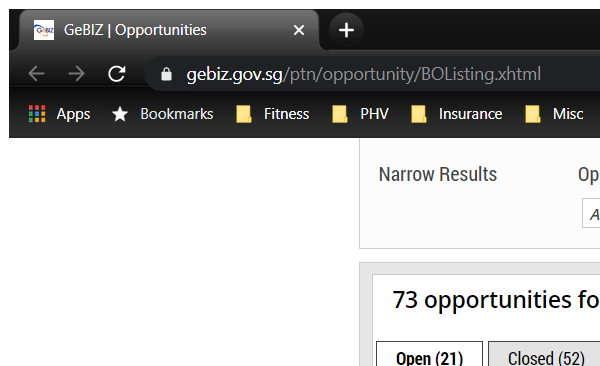 GeBIZ | Opportunities
gebiz.gov.sg/ptn/opportunity/BOListing.xhtml
Apps Bookmarks Fitness PHV Insurance Misc
Narrow Results Op
A
73 opportunities fo
Open (21) Closed (52)